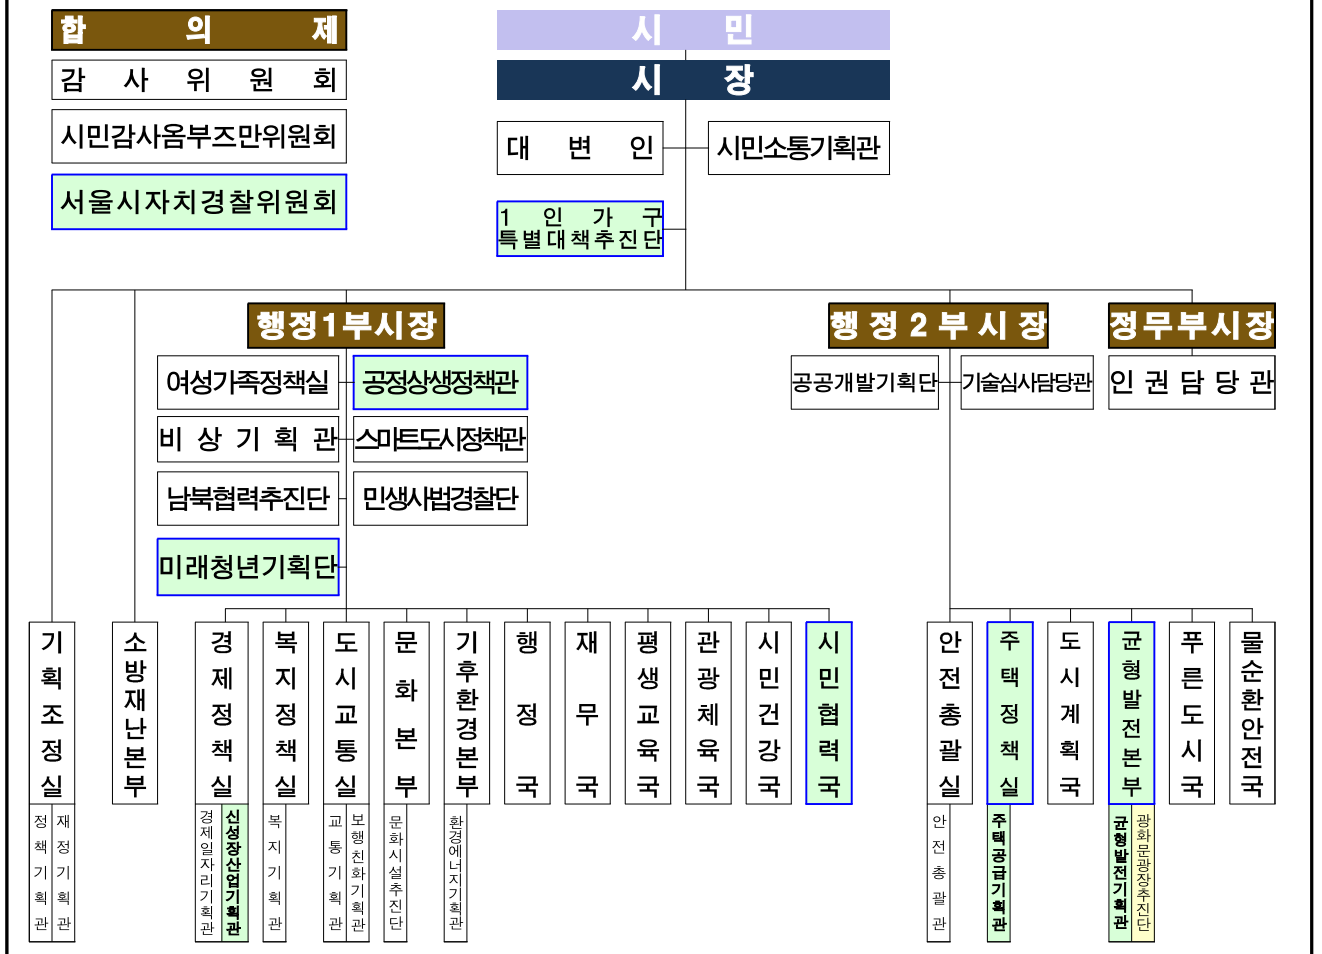 합의제
감사위원회
시민감사옴부즈만위원회
서울시자치경찰위원회
시민
시장
대변인
시민소통기획관
1인가구
특별대책추진단
행정1부시장
행정2부시장
정무부시장
여성가족정책실
공정상생정책관
비상기획관
스마트도시정책관
남북협력추진단
민생사법경찰단
미래청년기획단
공공개발기획단
기술심사담당관
인권담당관
기획조정실
소방재난본부
경제정책실
복지정책실
도시교통실
문화본부
기후환경본부
행정국
재무국
평생교육국
관광체육국
시민건강국
시민협력국
안전총괄실
주택정책실
도시계획국
균형발전본부
푸른도시국
물순환안전국
정책기획관
재정기획관
경제일자리기획관
신성장산업기획관
복지기획관
교통기획관
보행친화기획관
문화시설추진단
환경에너지기획관
안전총괄관
주택공급기획관
균형발전기획관
광화문광장추진단